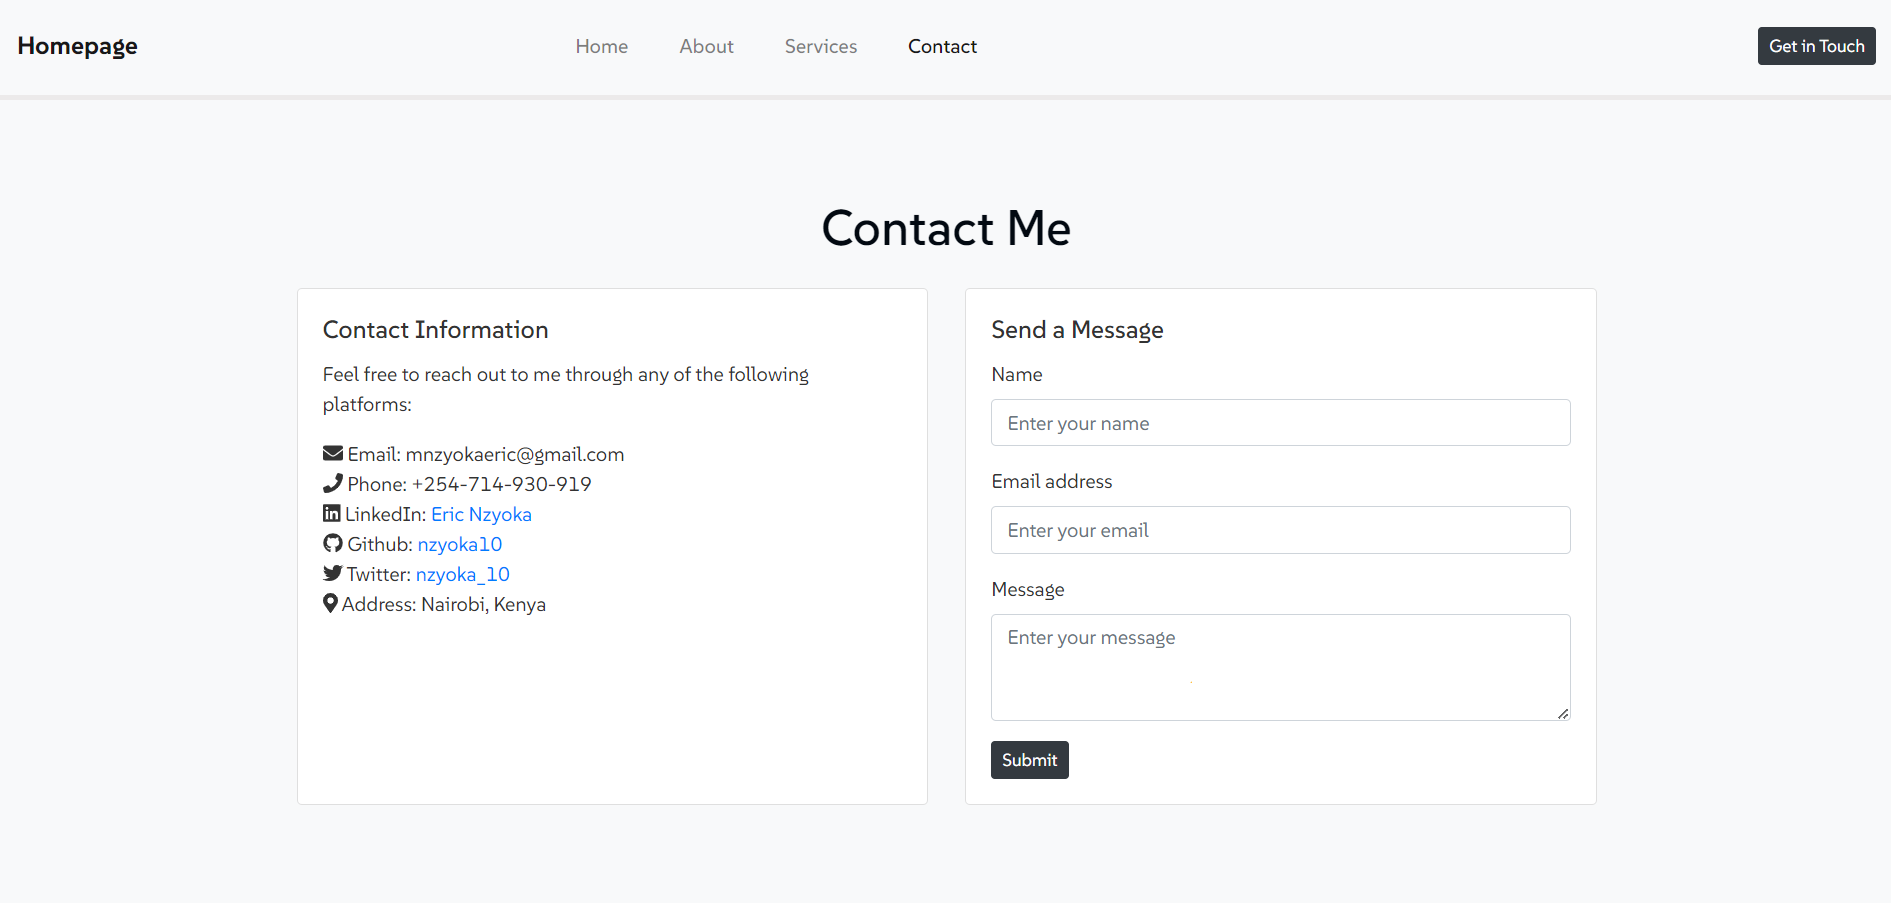 Homepage
Home
About
Services
Contact
Get in Touch
Contact Me
Contact Information
Feel free to reach out to me through any of the following
platforms:
Email: mnzyokaeric@gmail.com
Phone: +254-714-930-919
LinkedIn: Eric Nzyoka
Github: nzyoka10
Twitter: nzyoka_10
Address: Nairobi, Kenya
Send a Message
Name
Enter your name
Email address
Enter your email
Message
Enter your message
Submit